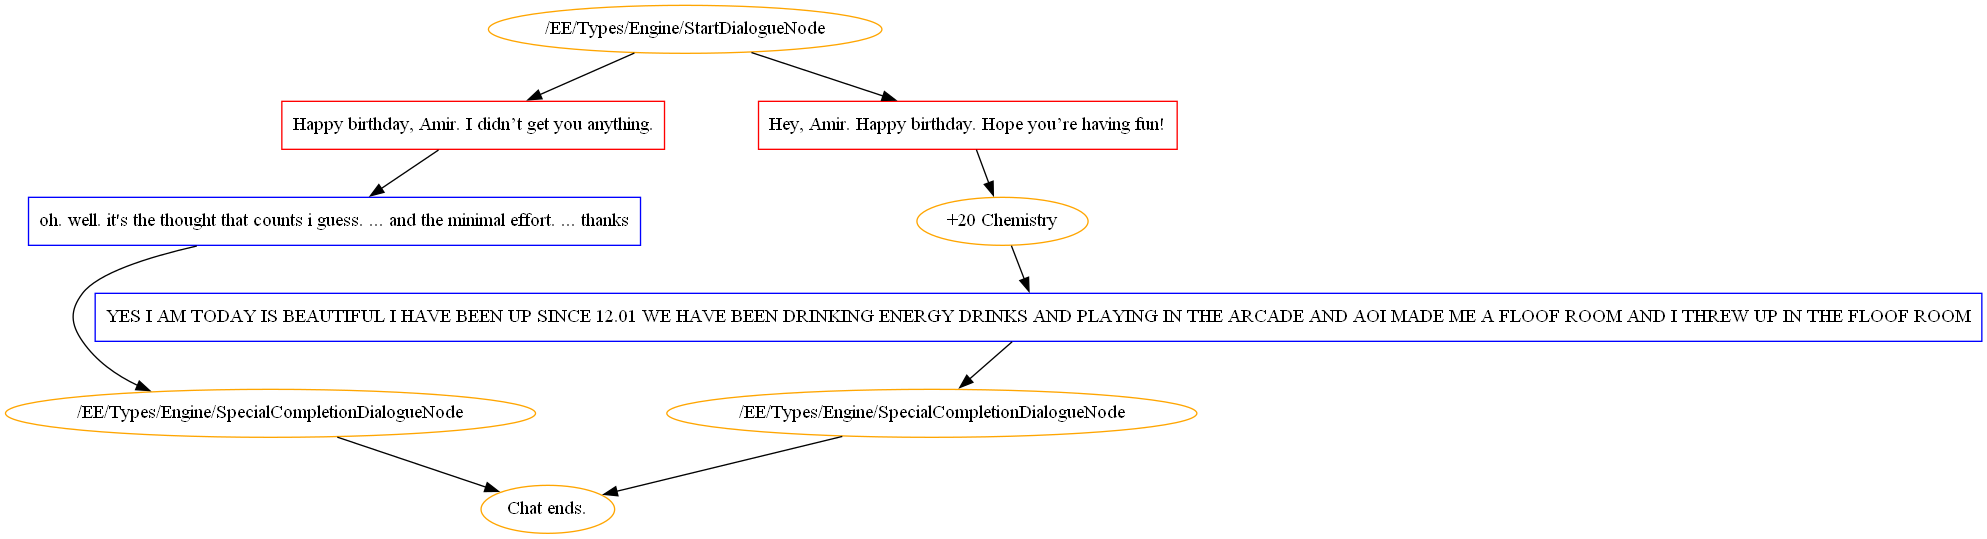 /EE/Types/Engine/StartDialogueNode
Happy birthday, Amir. I didn’t get you anything.
Hey, Amir. Happy birthday. Hope you’re having fun!
oh. well. it's the thought that counts i guess. ... and the minimal effort. ... thanks
+20 Chemistry
YES I AM TODAY IS BEAUTIFUL I HAVE BEEN UP SINCE 12.01 WE HAVE BEEN DRINKING ENERGY DRINKS AND PLAYING IN THE ARCADE AND AOI MADE ME A FLOOF ROOM AND I THREW UP IN THE FLOOF ROOM
/EE/Types/Engine/SpecialCompletionDialogueNode
/EE/Types/Engine/SpecialCompletionDialogueNode
Chat ends.